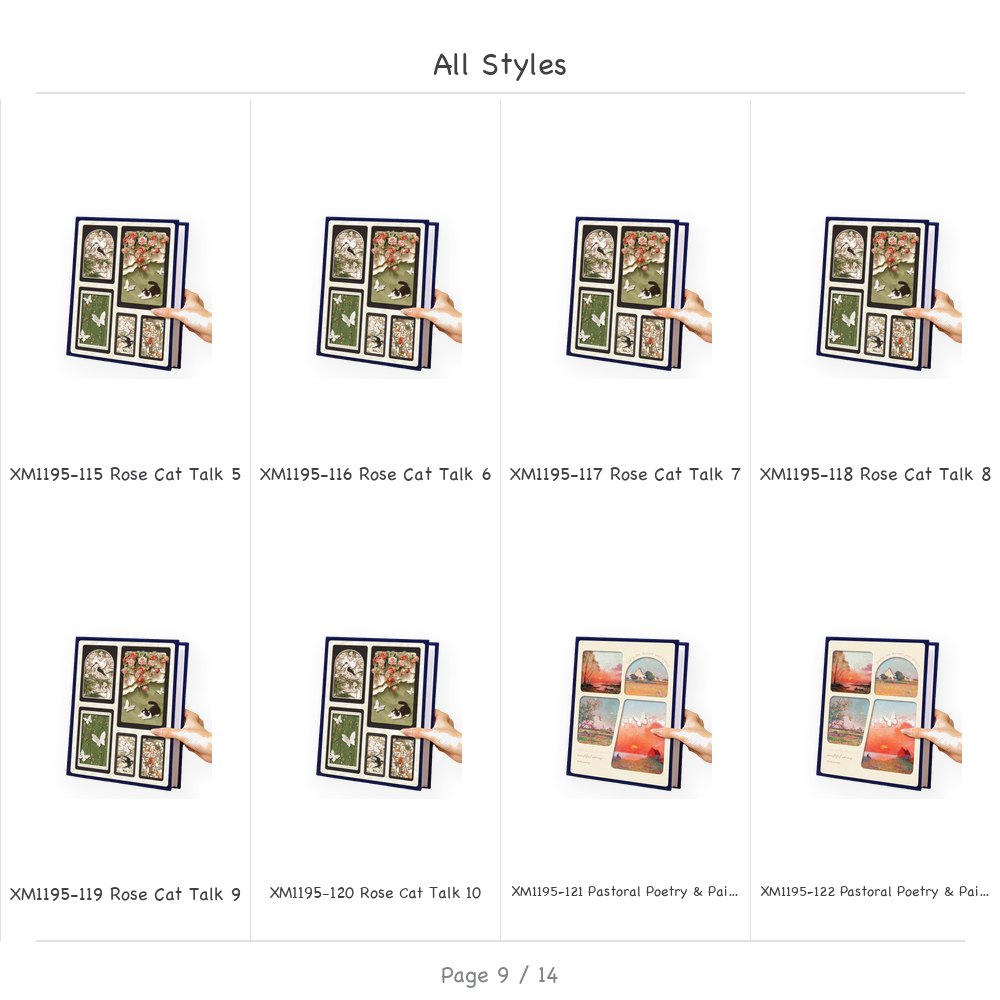 All Styles
XM1195-115 Rose Cat Talk 5
XM1195-116 Rose Cat Talk 6
XM1195-117 Rose Cat Talk 7
XM1195-118 Rose Cat Talk 8
XM1195-119 Rose Cat Talk 9
XM1195-120 Rose Cat Talk 10
XM1195-121 Pastoral Poetry & Pai...
XM1195-122 Pastoral Poetry & Pai...
Page 9 / 14